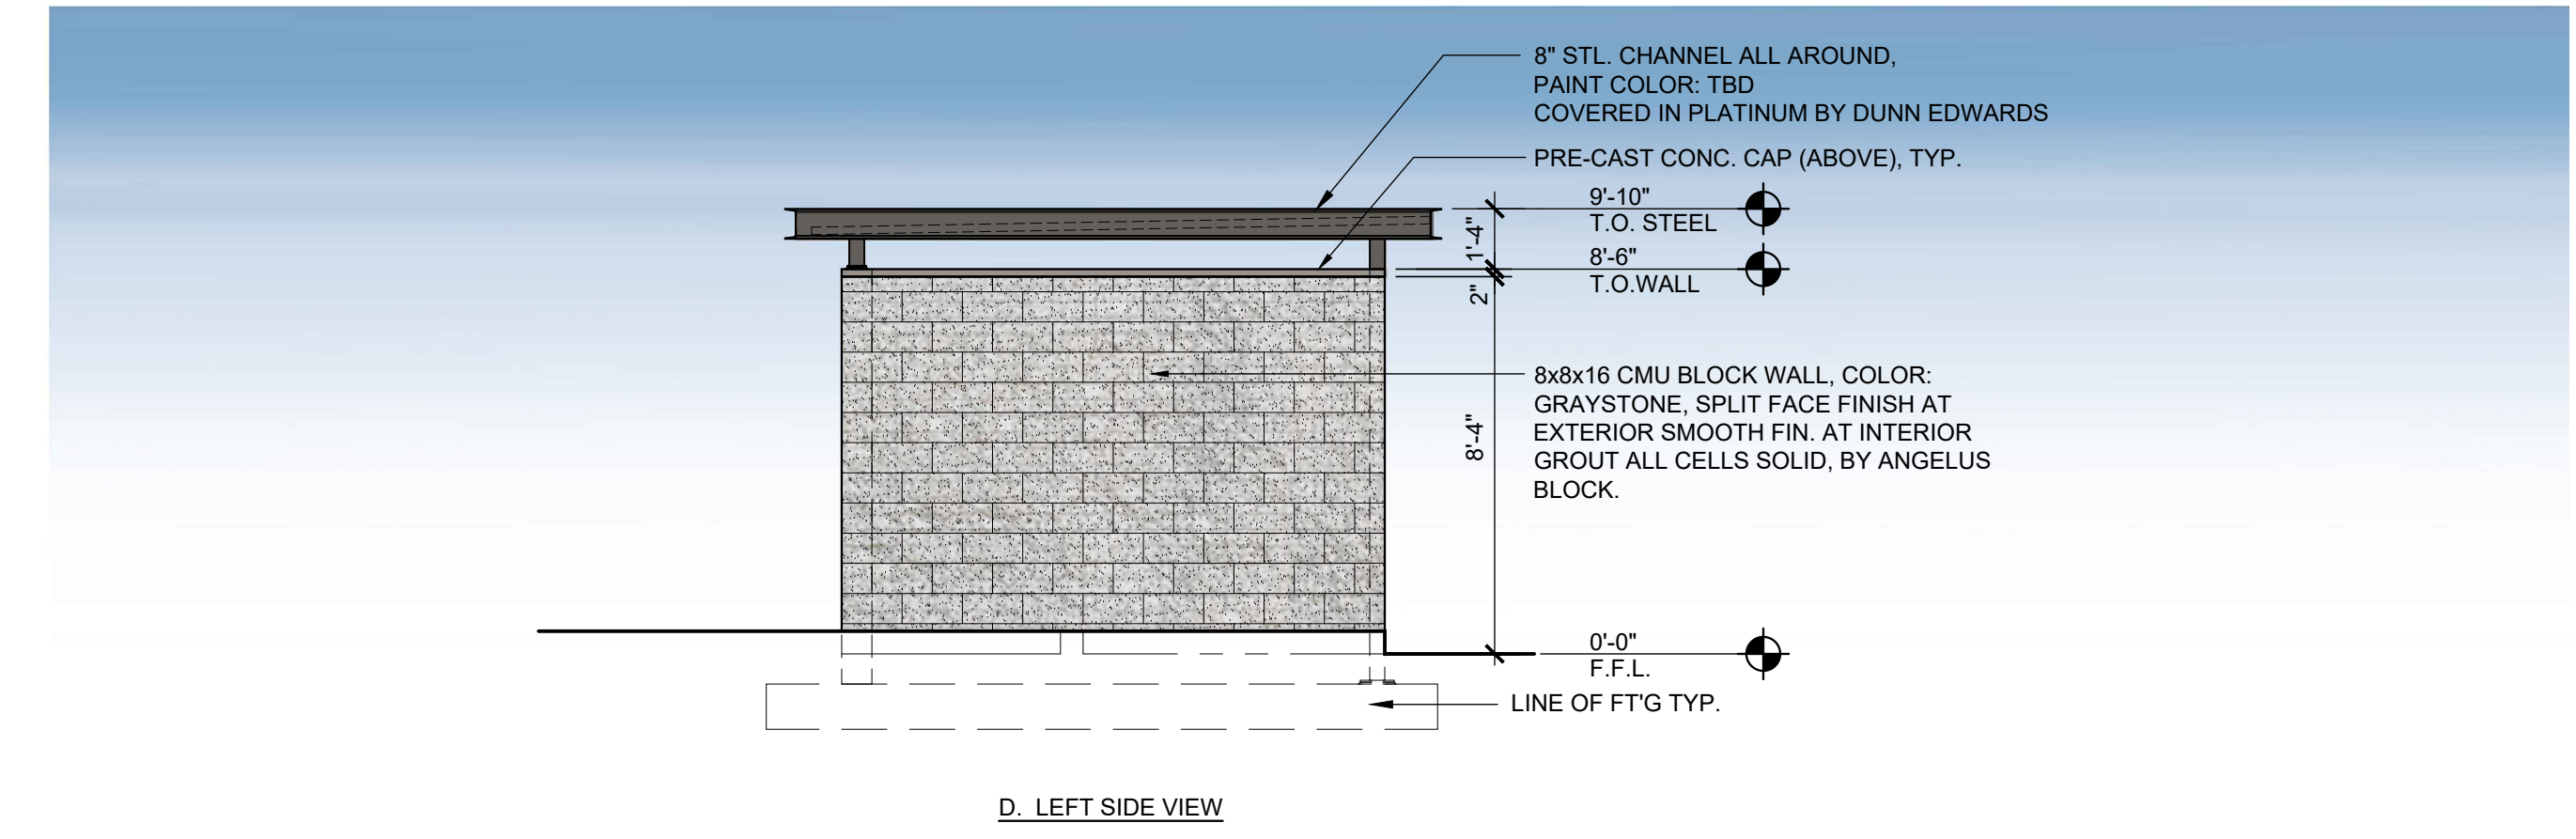 8" STL. CHANNEL ALL AROUND,
PAINT COLOR: TBD
COVERED IN PLATINUM BY DUNN EDWARDS
PRE-CAST CONC. CAP (ABOVE), TYP.
9'-10"
T.O. STEEL
1'-4"
8'-6"
T.O.WALL
2"
8x8x16 CMU BLOCK WALL, COLOR:
GRAYSTONE, SPLIT FACE FINISH AT
EXTERIOR SMOOTH FIN. AT INTERIOR
GROUT ALL CELLS SOLID, BY ANGELUS
BLOCK.
8'-4"
0'-0"
F.F.L.
LINE OF FT'G TYP.
D. LEFT SIDE VIEW